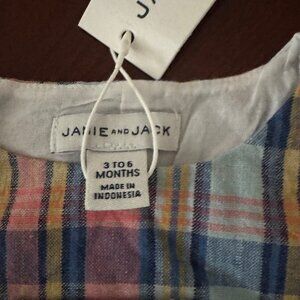 JANIE AND JACK
3 TO 6
MONTHS
MADE IN
INDONESIA